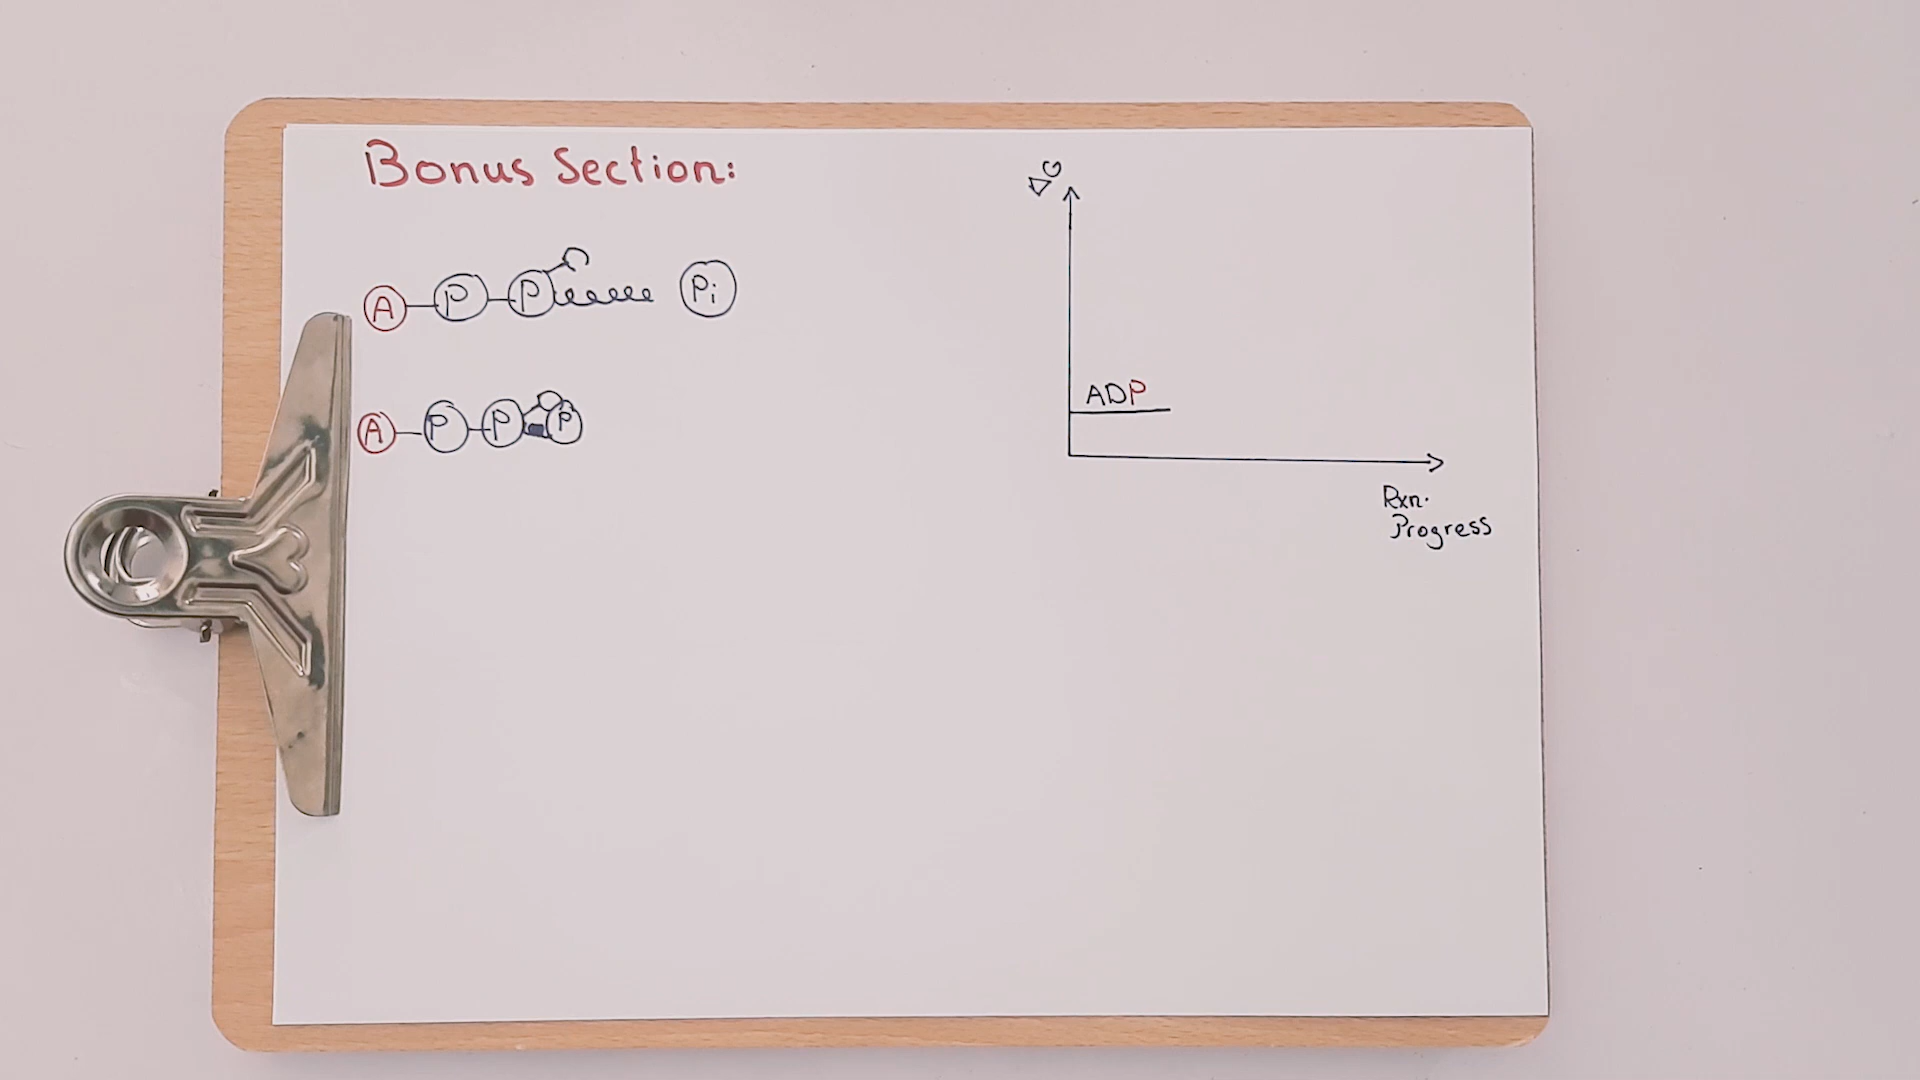 Bonus Section:
A P P Pi
A P P P
ΔG
ADP
Rxn.
Progress